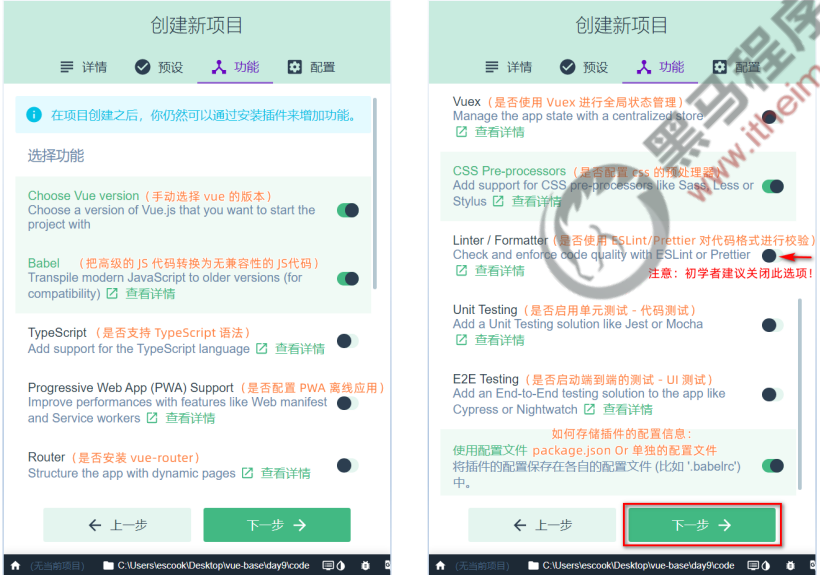 创建新项目
详情 预设 功能 配置
在项目创建之后，你仍然可以通过安装插件来增加功能。
选择功能
Choose Vue version（手动选择 vue 的版本）
Choose a version of Vue.js that you want to start the
project with
Babel （把高级的 JS 代码转换为无兼容性的 JS代码）
Transpile modern JavaScript to older versions (for
compatibility) 查看详情
TypeScript（是否支持 TypeScript 语法）
Add support for the TypeScript language 查看详情
Progressive Web App (PWA) Support（是否配置 PWA 离线应用）
Improve performances with features like Web manifest
and Service workers 查看详情
Router（是否安装 vue-router）
Structure the app with dynamic pages 查看详情
上一步 下一步
(无当前项目) C:\Users\escook\Desktop\vue-base\day9\code
创建新项目
详情 预设 功能 配置
Vuex（是否使用 Vuex 进行全局状态管理）
Manage the app state with a centralized store
查看详情
CSS Pre-processors（是否配置 css 的预处理器）
Add support for CSS pre-processors like Sass, Less or
Stylus 查看详情
Linter / Formatter（是否使用 ESLint/Prettier 对代码格式进行校验）
Check and enforce code quality with ESLint or Prettier
查看详情 注意：初学者建议关闭此选项！
Unit Testing（是否启用单元测试 - 代码测试）
Add a Unit Testing solution like Jest or Mocha
查看详情
E2E Testing（是否启动端到端的测试 - UI 测试）
Add an End-to-End testing solution to the app like
Cypress or Nightwatch 查看详情
如何存储插件的配置信息：
使用配置文件 package.json Or 单独的配置文件
将插件的配置保存在各自的配置文件 (比如 '.babelrc')
中。
上一步 下一步
(无当前项目) C:\Users\escook\Desktop\vue-base\day9\code
黑马程序
www.itheim